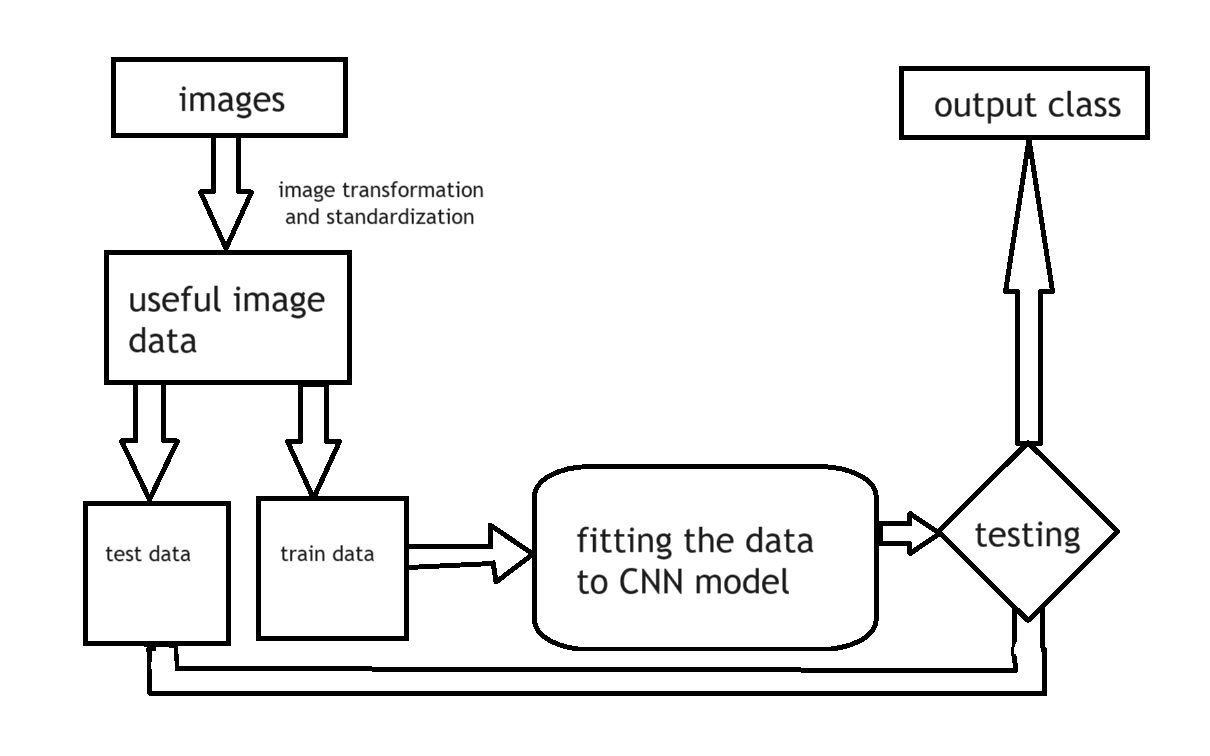 images
output class
image transformation
and standardization
useful image
data
test data
train data
fitting the data
to CNN model
testing